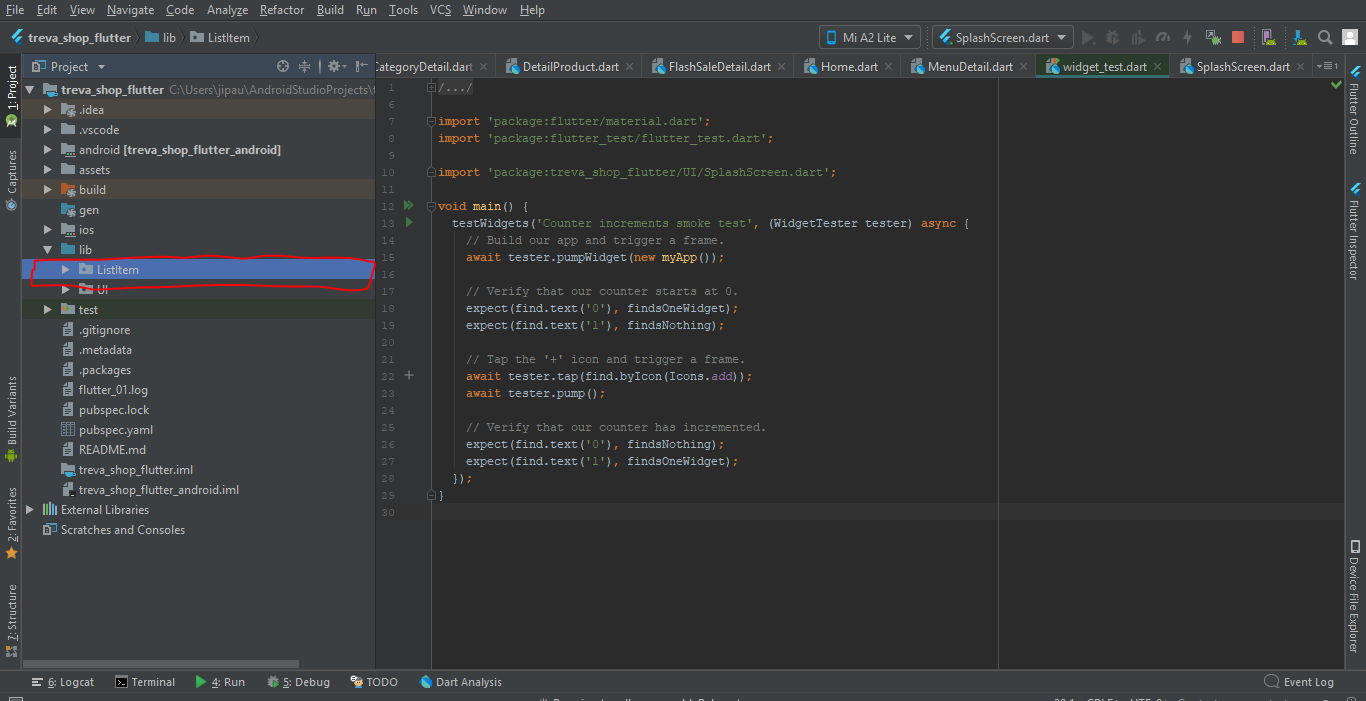 File Edit View Navigate Code Analyze Refactor Build Run Tools VCS Window Help
treva_shop_flutter lib ListItem Mi A2 Lite SplashScreen.dart
Project CategoryDetail.dart DetailProduct.dart FlashSaleDetail.dart Home.dart MenuDetail.dart widget_test.dart SplashScreen.dart
1: Project
Captures
Build Variants
2: Favorites
7: Structure
treva_shop_flutter C:\Users\jipau\AndroidStudioProjects\t
.idea
.vscode
android [treva_shop_flutter_android]
assets
build
gen
ios
lib
ListItem
UI
test
.gitignore
.metadata
.packages
flutter_01.log
pubspec.lock
pubspec.yaml
README.md
treva_shop_flutter.iml
treva_shop_flutter_android.iml
External Libraries
Scratches and Consoles
1 /.../
6
7 import 'package:flutter/material.dart';
8 import 'package:flutter_test/flutter_test.dart';
9
10 import 'package:treva_shop_flutter/UI/SplashScreen.dart';
11
12 void main() {
13 testWidgets('Counter increments smoke test', (WidgetTester tester) async {
14 // Build our app and trigger a frame.
15 await tester.pumpWidget(new myApp());
16
17 // Verify that our counter starts at 0.
18 expect(find.text('0'), findsOneWidget);
19 expect(find.text('1'), findsNothing);
20
21 // Tap the '+' icon and trigger a frame.
22 await tester.tap(find.byIcon(Icons.add));
23 await tester.pump();
24
25 // Verify that our counter has incremented.
26 expect(find.text('0'), findsNothing);
27 expect(find.text('1'), findsOneWidget);
28 });
29 }
30
Flutter Outline
Flutter Inspector
Device File Explorer
6: Logcat Terminal 4: Run 5: Debug TODO Dart Analysis Event Log